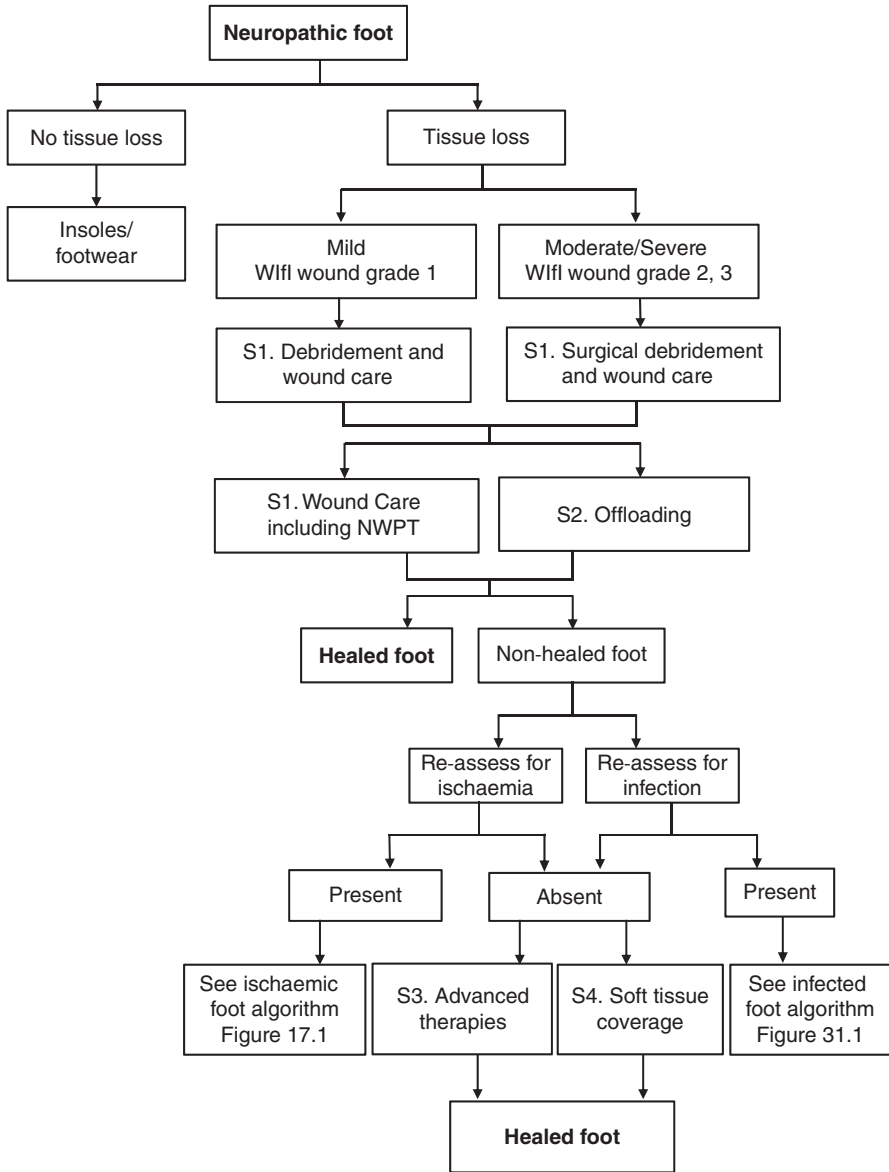 Neuropathic foot
No tissue loss
Tissue loss
Insoles/
footwear
Mild
WIfI wound grade 1
Moderate/Severe
WIfI wound grade 2, 3
S1. Debridement and
wound care
S1. Surgical debridement
and wound care
S1. Wound Care
including NWPT
S2. Offloading
Healed foot
Non-healed foot
Re-assess for
ischaemia
Re-assess for
infection
Present
Absent
Present
See ischaemic
foot algorithm
Figure 17.1
S3. Advanced
therapies
S4. Soft tissue
coverage
See infected
foot algorithm
Figure 31.1
Healed foot